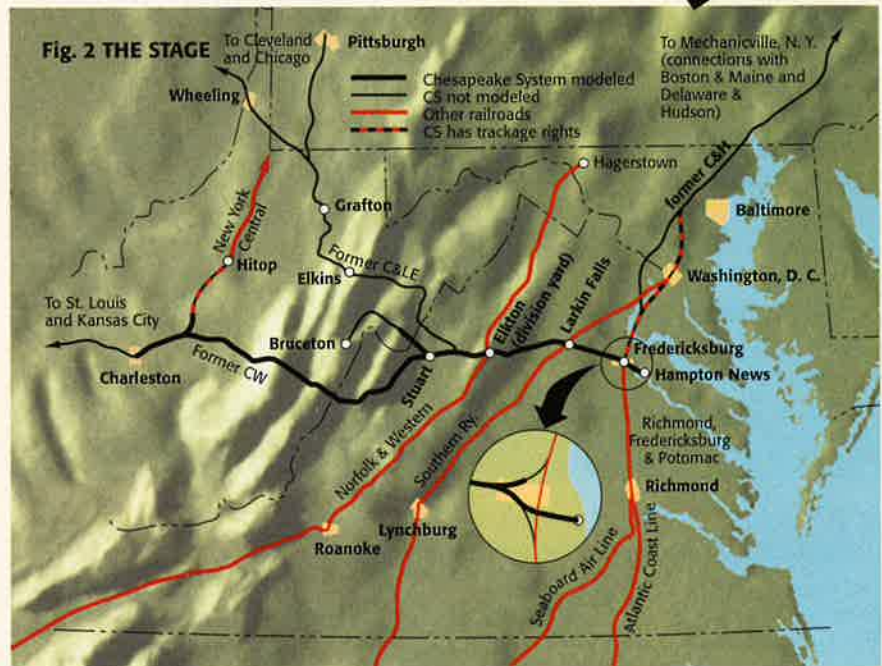 Fig. 2 THE STAGE
To Cleveland
and Chicago
Pittsburgh
To Mechanicville, N. Y.
(connections with
Boston & Maine and
Delaware &
Hudson)
Chesapeake System modeled
CS not modeled
Other railroads
CS has trackage rights
Wheeling
Hagerstown
former C&H
Baltimore
Grafton
New York
Central
Hitop
Former C&LE
Elkins
Washington, D. C.
To St. Louis
and Kansas City
Bruceton
Elkton
(division yard)
Larkin Falls
Fredericksburg
Hampton News
Charleston
Former CW
Stuart
Norfolk & Western
Southern Ry.
Richmond,
Fredericksburg
& Potomac
Richmond
Lynchburg
Roanoke
Seaboard Air Line
Atlantic Coast Line